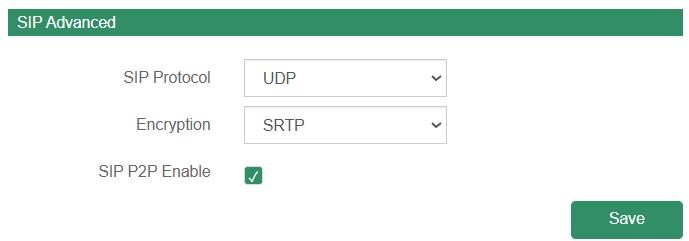 SIP Advanced
SIP Protocol UDP
Encryption SRTP
SIP P2P Enable
Save